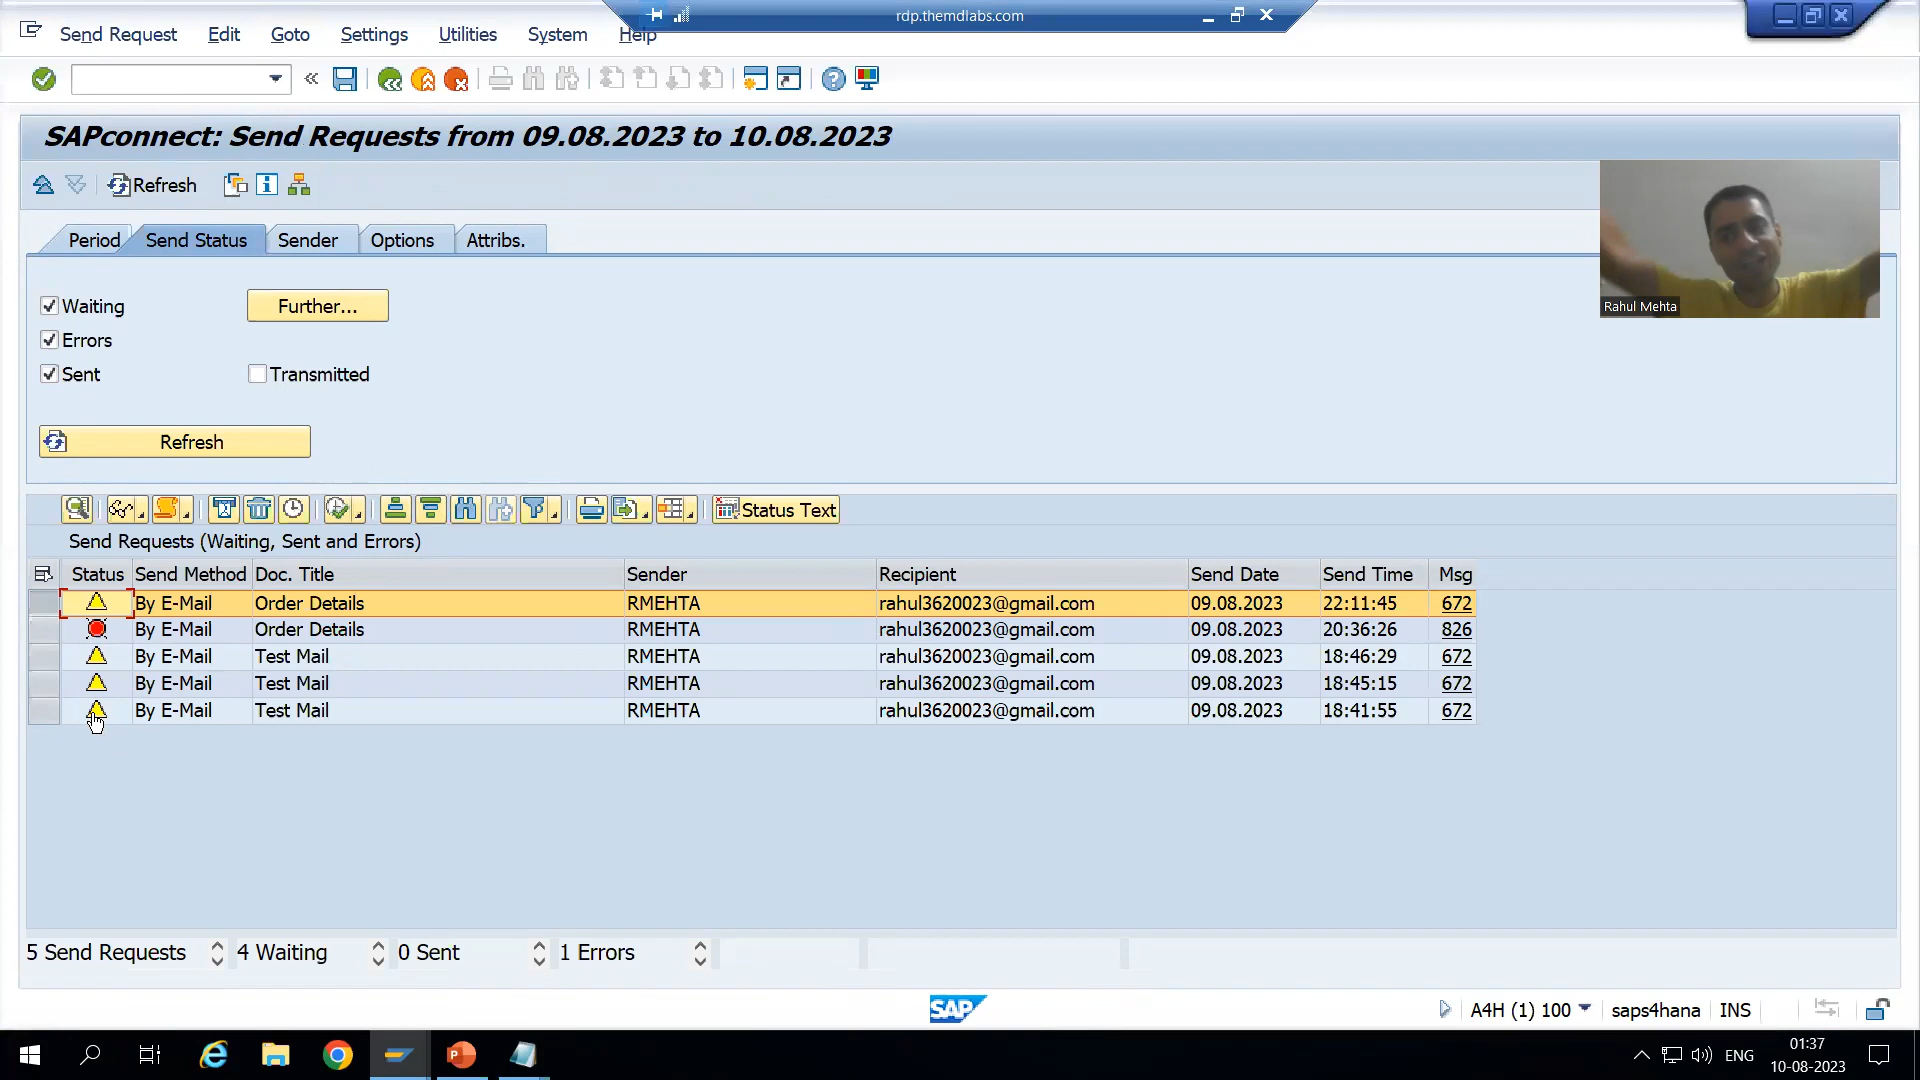 rdp.themdlabs.com
Send Request Edit Goto Settings Utilities System Help
SAPconnect: Send Requests from 09.08.2023 to 10.08.2023
Refresh
Period Send Status Sender Options Attribs.
Rahul Mehta
Waiting Further...
Errors
Sent Transmitted
Refresh
Status Text
Send Requests (Waiting, Sent and Errors)
Status Send Method Doc. Title Sender Recipient Send Date Send Time Msg
By E-Mail Order Details RMEHTA rahul3620023@gmail.com 09.08.2023 22:11:45 672
By E-Mail Order Details RMEHTA rahul3620023@gmail.com 09.08.2023 20:36:26 826
By E-Mail Test Mail RMEHTA rahul3620023@gmail.com 09.08.2023 18:46:29 672
By E-Mail Test Mail RMEHTA rahul3620023@gmail.com 09.08.2023 18:45:15 672
By E-Mail Test Mail RMEHTA rahul3620023@gmail.com 09.08.2023 18:41:55 672
5 Send Requests 4 Waiting 0 Sent 1 Errors
SAP
A4H (1) 100 saps4hana INS
ENG
01:37
10-08-2023